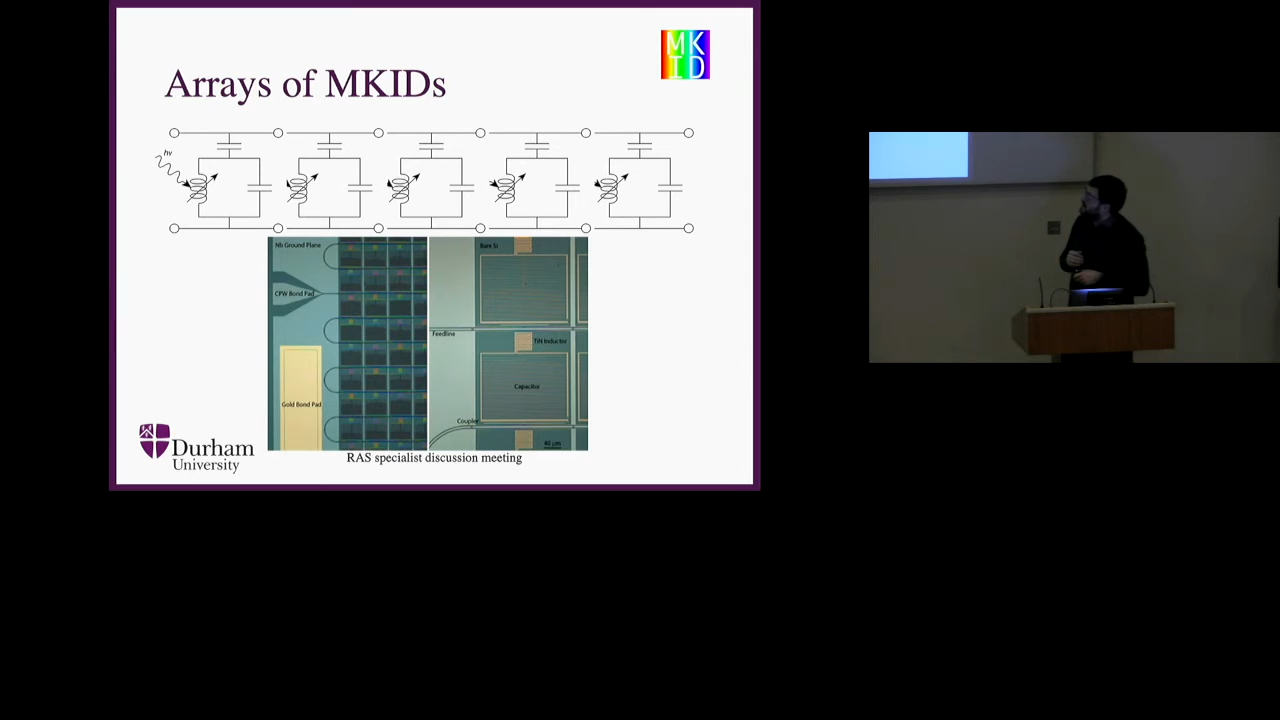 MK
ID
Arrays of MKIDs
hν
Nb Ground Plane
CPW Bond Pad
Gold Bond Pad
Bare Si
Feedline
TiN Inductor
Capacitor
Coupler
40 μm
Durham
University
RAS specialist discussion meeting